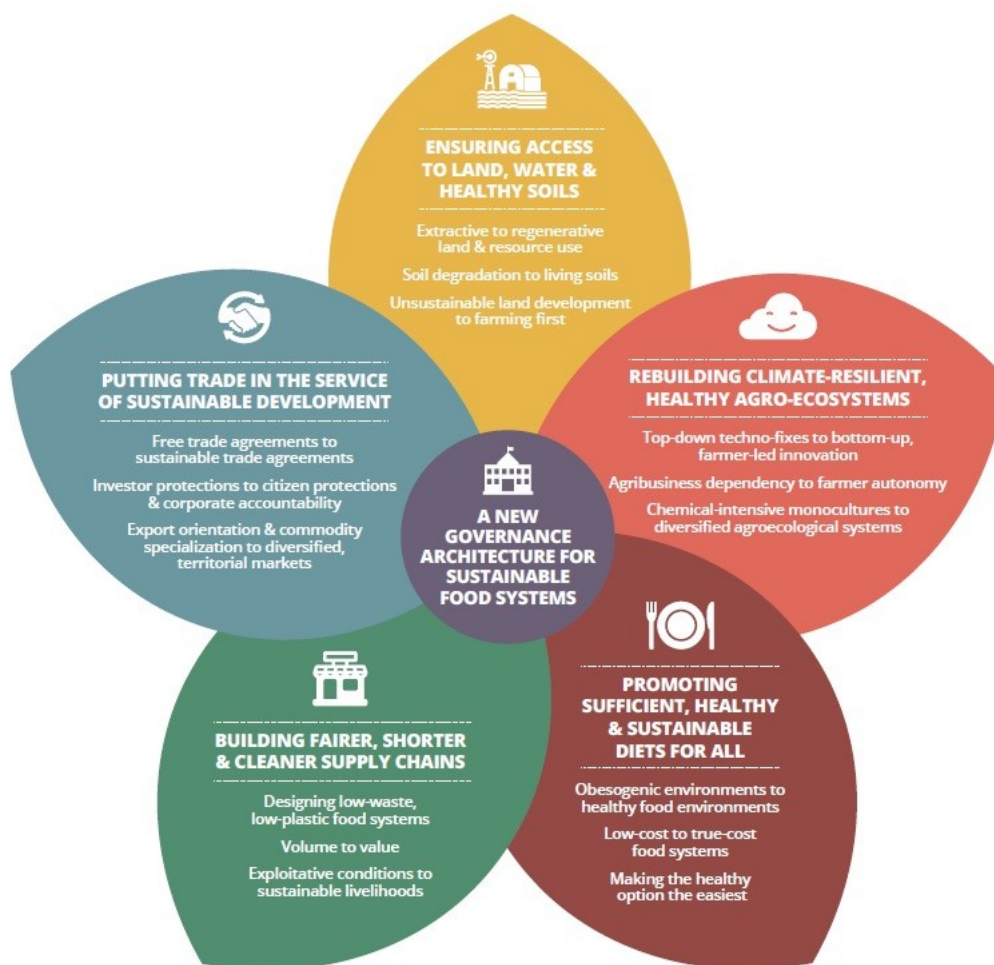 ENSURING ACCESS
TO LAND, WATER &
HEALTHY SOILS
Extractive to regenerative
land & resource use
Soil degradation to living soils
Unsustainable land development
to farming first
PUTTING TRADE IN THE SERVICE
OF SUSTAINABLE DEVELOPMENT
Free trade agreements to
sustainable trade agreements
Investor protections to citizen protections
& corporate accountability
Export orientation & commodity
specialization to diversified,
territorial markets
REBUILDING CLIMATE-RESILIENT,
HEALTHY AGRO-ECOSYSTEMS
Top-down techno-fixes to bottom-up,
farmer-led innovation
Agribusiness dependency to farmer autonomy
Chemical-intensive monocultures to
diversified agroecological systems
A NEW
GOVERNANCE
ARCHITECTURE FOR
SUSTAINABLE
FOOD SYSTEMS
BUILDING FAIRER, SHORTER
& CLEANER SUPPLY CHAINS
Designing low-waste,
low-plastic food systems
Volume to value
Exploitative conditions to
sustainable livelihoods
PROMOTING
SUFFICIENT, HEALTHY
& SUSTAINABLE
DIETS FOR ALL
Obesogenic environments to
healthy food environments
Low-cost to true-cost
food systems
Making the healthy
option the easiest